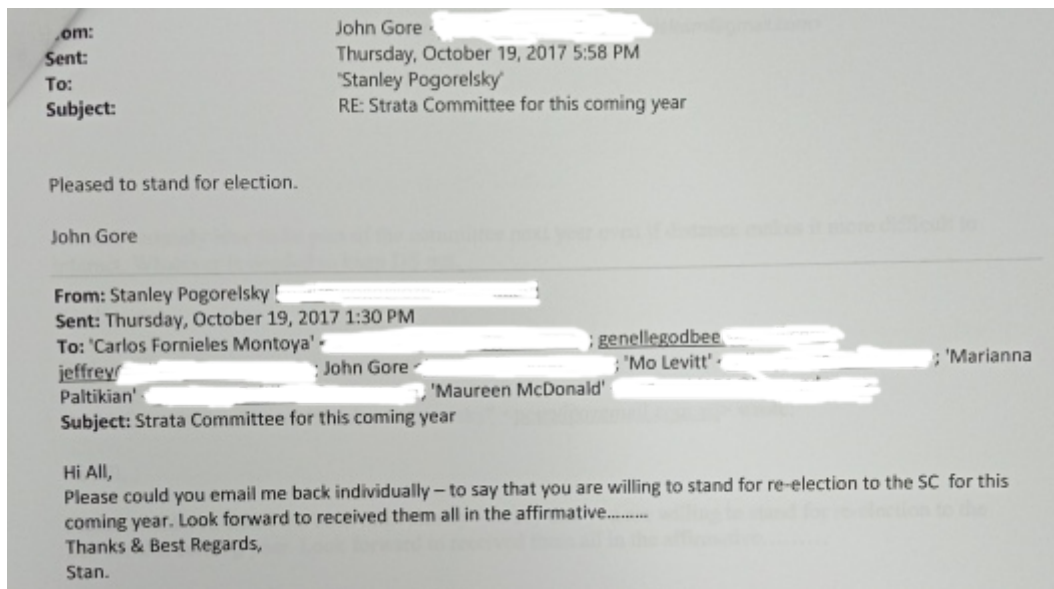 om:
John Gore
Sent:
Thursday, October 19, 2017 5:58 PM
To:
'Stanley Pogorelsky'
Subject:
RE: Strata Committee for this coming year
Pleased to stand for election.
John Gore
From: Stanley Pogorelsky
Sent: Thursday, October 19, 2017 1:30 PM
To: 'Carlos Fornieles Montoya' ; genellegodbee
jeffrey ; John Gore ; 'Mo Levitt' ; 'Marianna
Paltikian' , 'Maureen McDonald'
Subject: Strata Committee for this coming year
Hi All,
Please could you email me back individually – to say that you are willing to stand for re-election to the SC for this
coming year. Look forward to received them all in the affirmative.........
Thanks & Best Regards,
Stan.